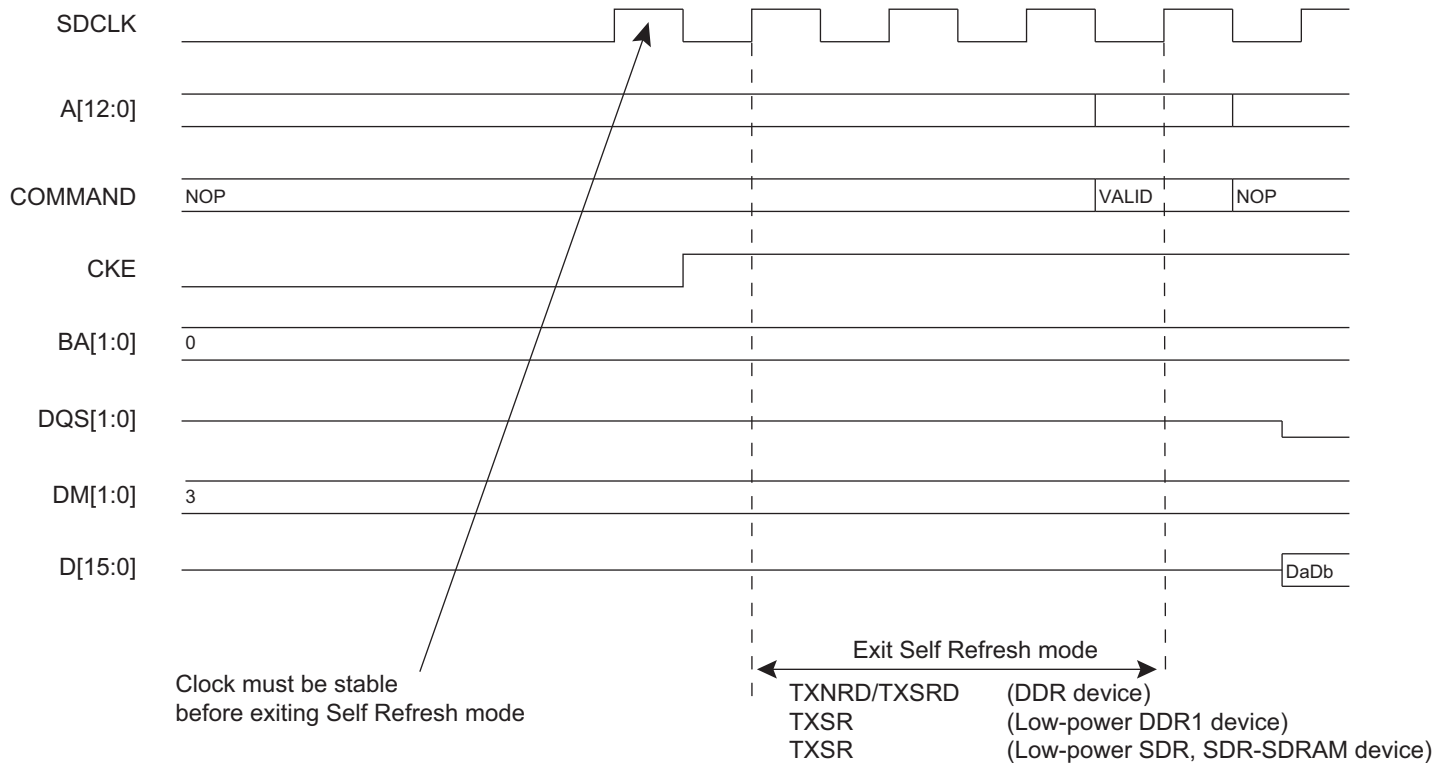 SDCLK
A[12:0]
COMMAND NOP VALID NOP
CKE
BA[1:0] 0
DQS[1:0]
DM[1:0] 3
D[15:0] DaDb
Clock must be stable
before exiting Self Refresh mode
Exit Self Refresh mode
TXNRD/TXSRD (DDR device)
TXSR (Low-power DDR1 device)
TXSR (Low-power SDR, SDR-SDRAM device)